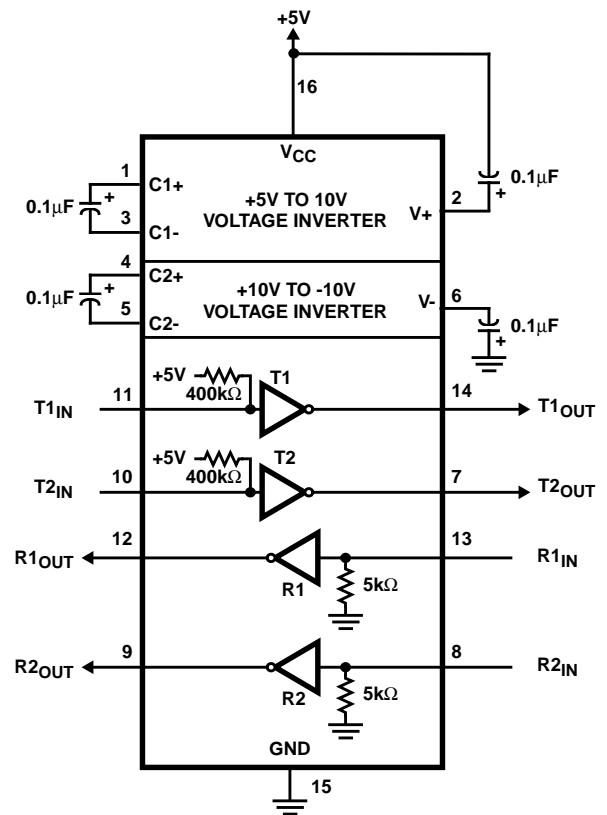 +5V
16
VCC
1
C1+
0.1µF
+
3
C1-
+5V TO 10V
VOLTAGE INVERTER
V+
2
0.1µF
+
4
C2+
0.1µF
+
5
C2-
+10V TO -10V
VOLTAGE INVERTER
V-
6
0.1µF
+
+5V
400kΩ
T1
T1IN
11
14
T1OUT
+5V
400kΩ
T2
T2IN
10
7
T2OUT
R1OUT
12
13
R1IN
R1
5kΩ
R2OUT
9
8
R2IN
R2
5kΩ
GND
15